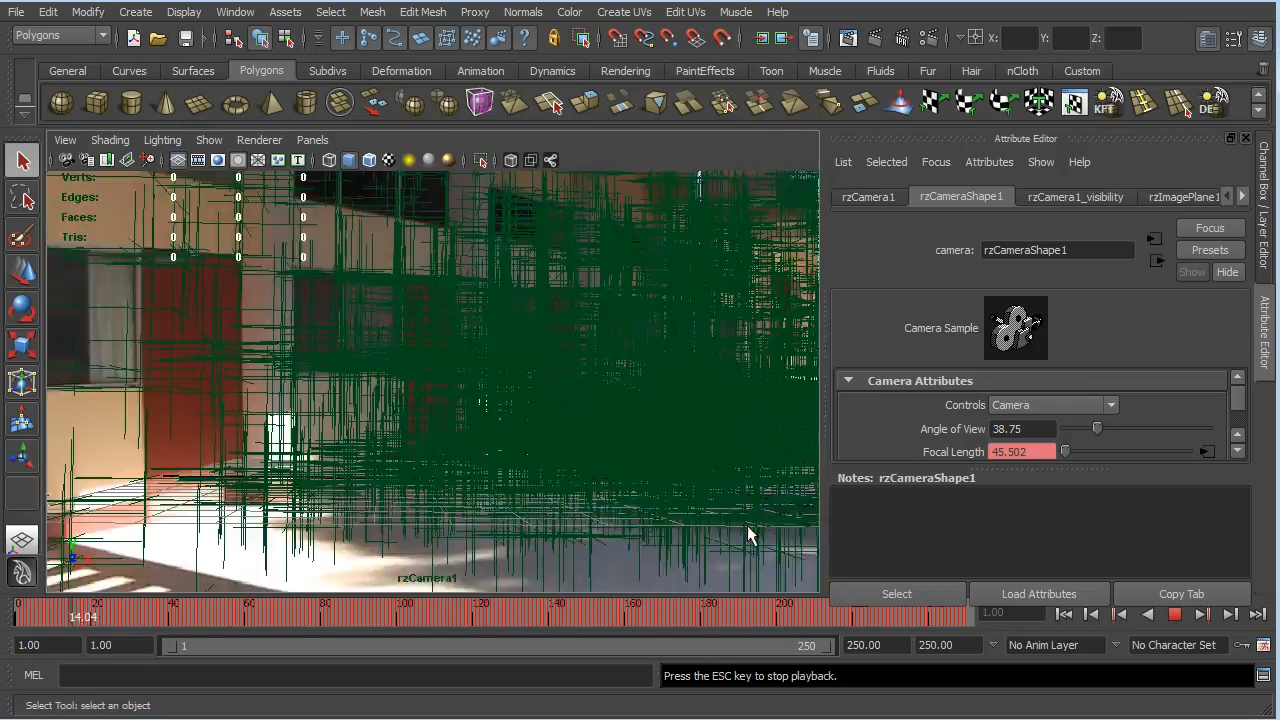 File Edit Modify Create Display Window Assets Select Mesh Edit Mesh Proxy Normals Color Create UVs Edit UVs Muscle Help
Polygons X: Y: Z:
General Curves Surfaces Polygons Subdivs Deformation Animation Dynamics Rendering PaintEffects Toon Muscle Fluids Fur Hair nCloth Custom
KFT DE
View Shading Lighting Show Renderer Panels
Verts: 0 0 0
Edges: 0 0 0
Faces: 0 0 0
Tris: 0 0 0
0 0 0
rzCamera1
Attribute Editor
List Selected Focus Attributes Show Help
rzCamera1 rzCameraShape1 rzCamera1_visibility rzImagePlane1
camera: rzCameraShape1
Focus
Presets
Show Hide
Camera Sample
Camera Attributes
Controls Camera
Angle of View 38.75
Focal Length 45.502
Notes: rzCameraShape1
Select Load Attributes Copy Tab
Channel Box / Layer Editor
Attribute Editor
0 20 40 60 80 100 120 140 160 180 200
14.04
1.00
1.00 1.00 1 250 250.00 250.00 No Anim Layer No Character Set
MEL Press the ESC key to stop playback.
Select Tool: select an object